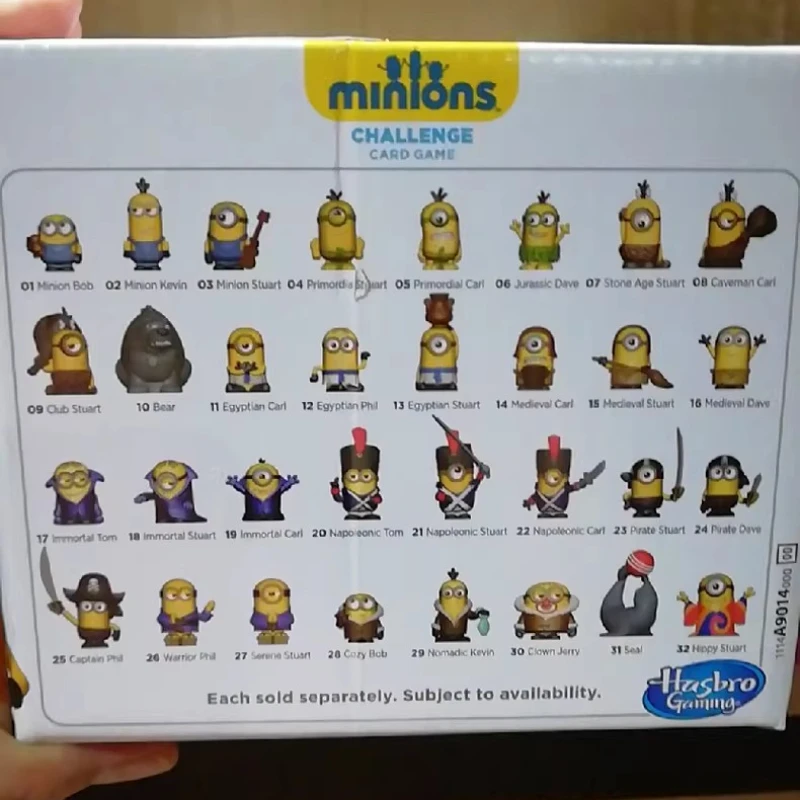 minions
CHALLENGE
CARD GAME
01 Minion Bob 02 Minion Kevin 03 Minion Stuart 04 Primordial Stuart 05 Primordial Carl 06 Jurassic Dave 07 Stone Age Stuart 08 Caveman Carl
09 Club Stuart 10 Bear 11 Egyptian Carl 12 Egyptian Phil 13 Egyptian Stuart 14 Medieval Carl 15 Medieval Stuart 16 Medieval Dave
17 Immortal Tom 18 Immortal Stuart 19 Immortal Carl 20 Napoleonic Tom 21 Napoleonic Stuart 22 Napoleonic Carl 23 Pirate Stuart 24 Pirate Dave
25 Captain Phil 26 Warrior Phil 27 Serene Stuart 28 Cozy Bob 29 Nomadic Kevin 30 Clown Jerry 31 Seal 32 Hippy Stuart
Each sold separately. Subject to availability.
Hasbro
Gaming
1114A9014000 00